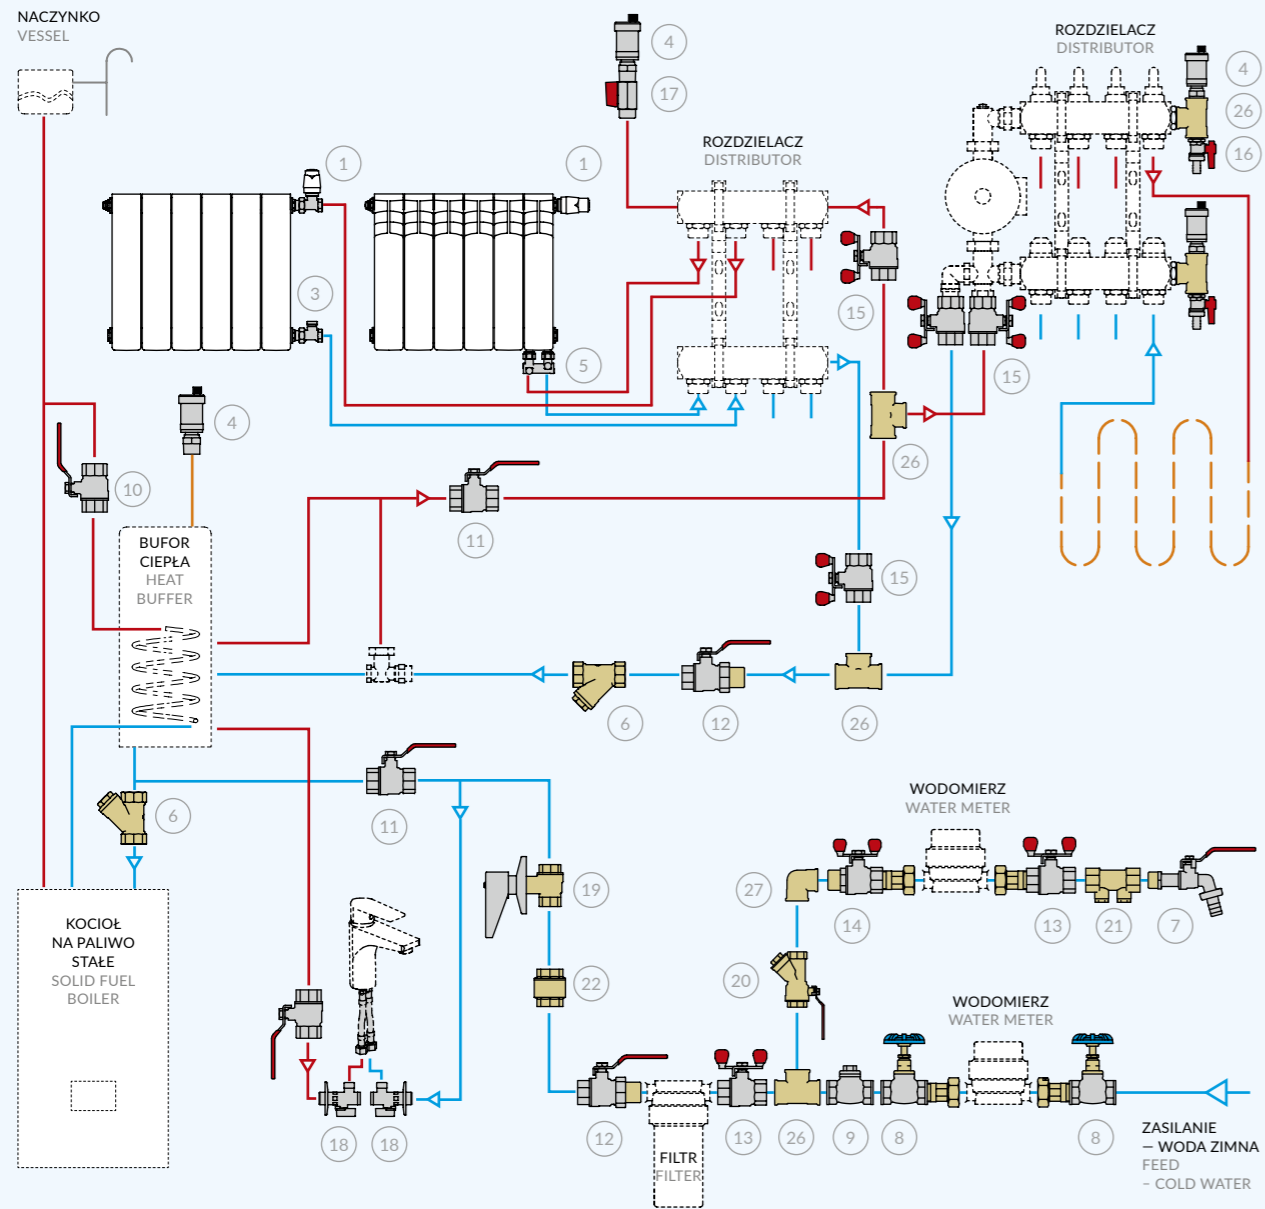 NACZYNKO
VESSEL
4
17
ROZDZIELACZ
DISTRIBUTOR
4
26
16
ROZDZIELACZ
DISTRIBUTOR
1
1
3
5
15
15
4
10
11
26
BUFOR
CIEPŁA
HEAT
BUFFER
15
6
12
26
6
11
WODOMIERZ
WATER METER
19
27
14
13
21
7
KOCIOŁ
NA PALIWO
STAŁE
SOLID FUEL
BOILER
22
20
WODOMIERZ
WATER METER
18
18
12
FILTR
FILTER
13
26
9
8
8
ZASILANIE
– WODA ZIMNA
FEED
– COLD WATER